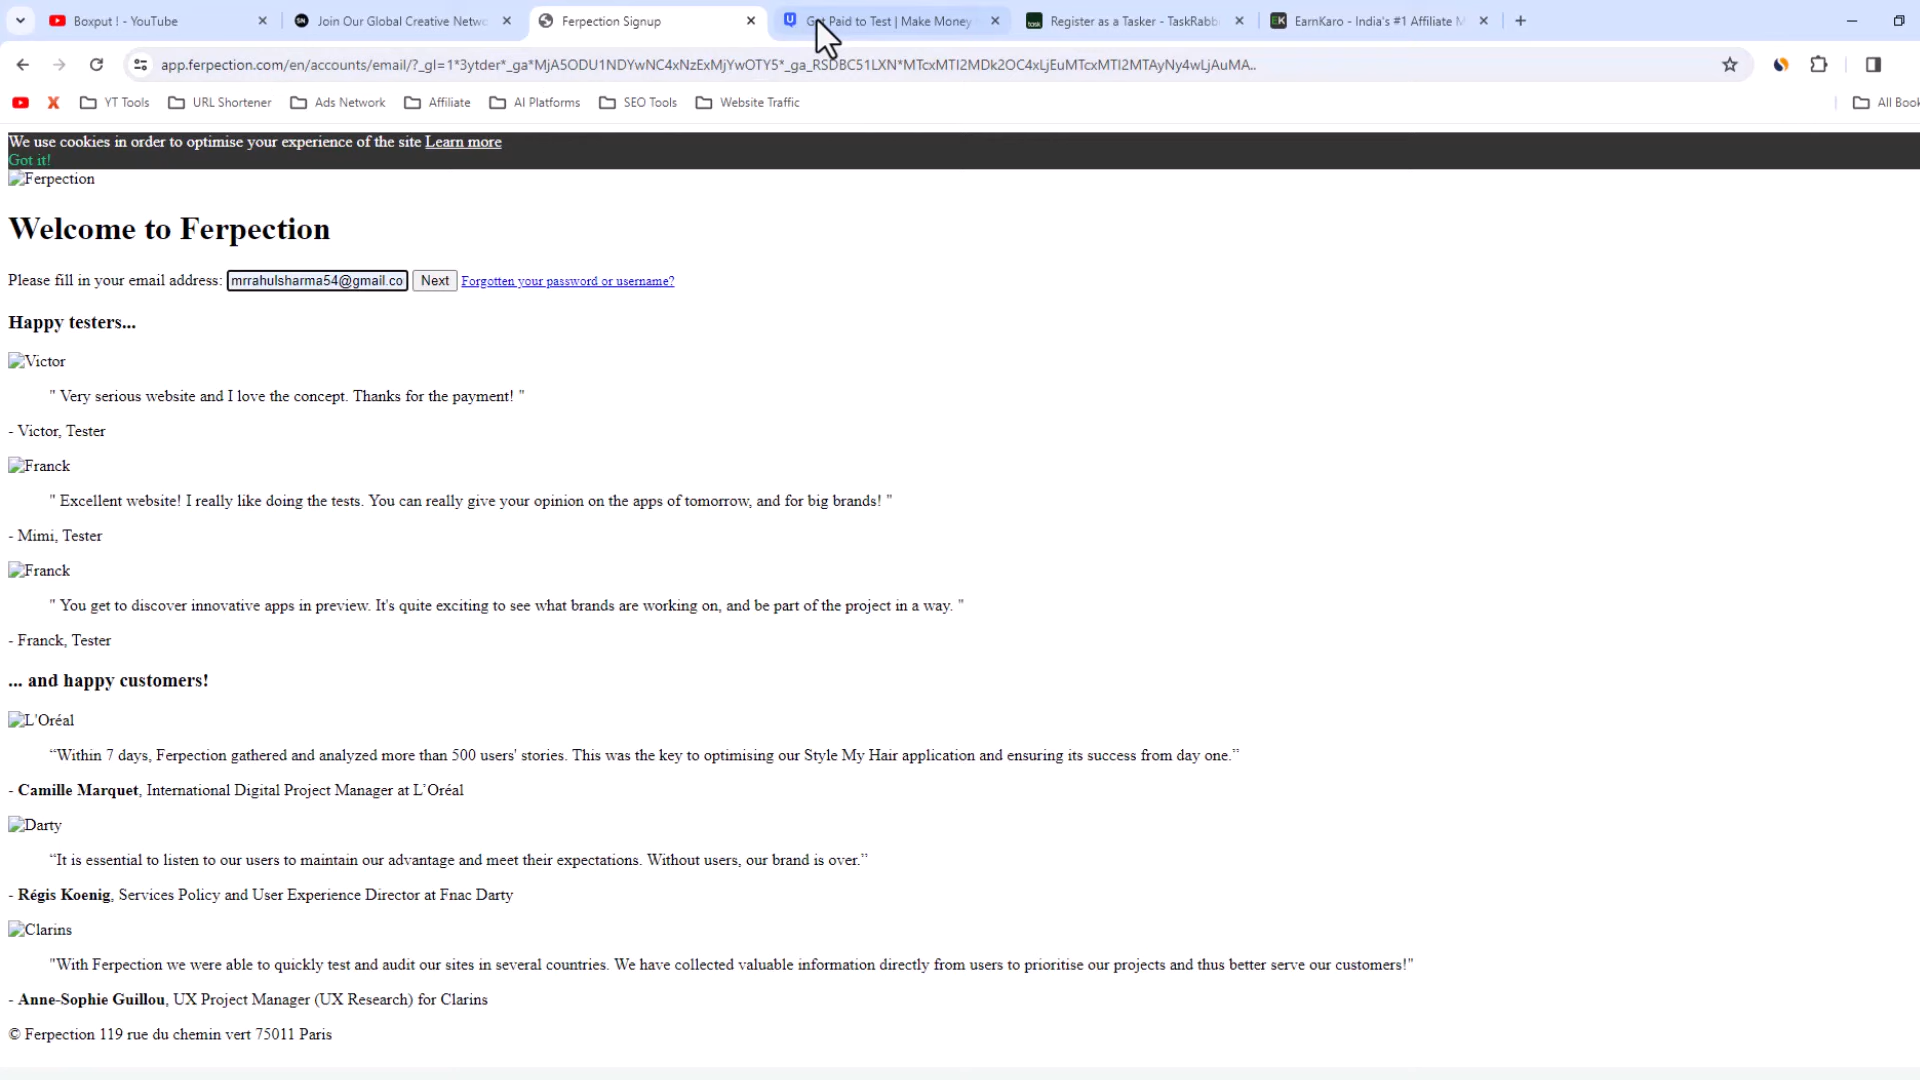 Boxput ! - YouTube
Join Our Global Creative Netwo
Ferpection Signup
Get Paid to Test | Make Money
Register as a Tasker - TaskRabb
EarnKaro - India's #1 Affiliate M
app.ferpection.com/en/accounts/email/?_gl=1*3ytder*_ga*MjA5ODU1NDYwNC4xNzExMjYwOTY5*_ga_RSDBC51LXN*MTcxMTI2MDk2OC4xLjEuMTcxMTI2MTAyNy4wLjAuMA..
YT Tools
URL Shortener
Ads Network
Affiliate
AI Platforms
SEO Tools
Website Traffic
All Book
We use cookies in order to optimise your experience of the site Learn more
Got it!
Ferpection
Welcome to Ferpection
Please fill in your email address: mrrahulsharma54@gmail.co Next Forgotten your password or username?
Happy testers...
Victor
" Very serious website and I love the concept. Thanks for the payment! "
- Victor, Tester
Franck
" Excellent website! I really like doing the tests. You can really give your opinion on the apps of tomorrow, and for big brands! "
- Mimi, Tester
Franck
" You get to discover innovative apps in preview. It's quite exciting to see what brands are working on, and be part of the project in a way. "
- Franck, Tester
... and happy customers!
L'Oréal
“Within 7 days, Ferpection gathered and analyzed more than 500 users' stories. This was the key to optimising our Style My Hair application and ensuring its success from day one.”
- Camille Marquet, International Digital Project Manager at L’Oréal
Darty
“It is essential to listen to our users to maintain our advantage and meet their expectations. Without users, our brand is over.”
- Régis Koenig, Services Policy and User Experience Director at Fnac Darty
Clarins
"With Ferpection we were able to quickly test and audit our sites in several countries. We have collected valuable information directly from users to prioritise our projects and thus better serve our customers!"
- Anne-Sophie Guillou, UX Project Manager (UX Research) for Clarins
© Ferpection 119 rue du chemin vert 75011 Paris